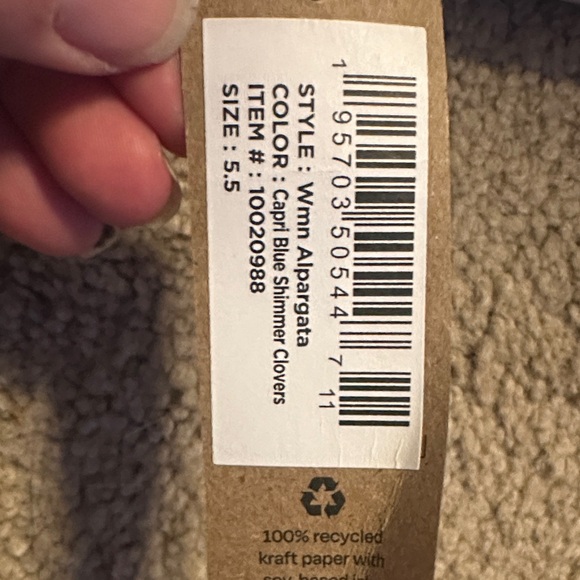 1 95703 50544 7 11
STYLE : Wmn Alpargata
COLOR : Capri Blue Shimmer Clovers
ITEM # : 10020988
SIZE : 5.5
100% recycled
kraft paper with